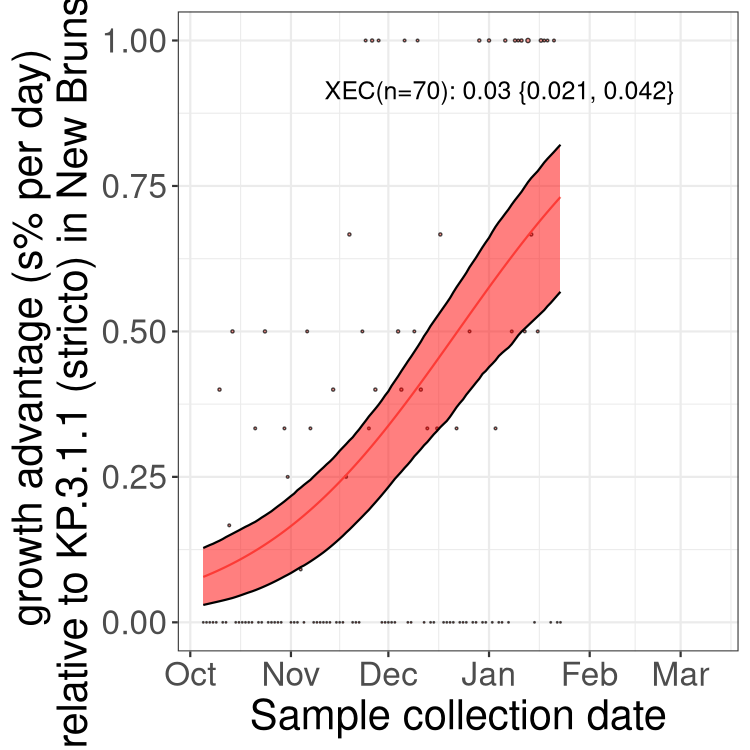 growth advantage (s% per day)
relative to KP.3.1.1 (stricto) in New Bruns
1.00
0.75
0.50
0.25
0.00
XEC(n=70): 0.03 {0.021, 0.042}
Oct Nov Dec Jan Feb Mar
Sample collection date